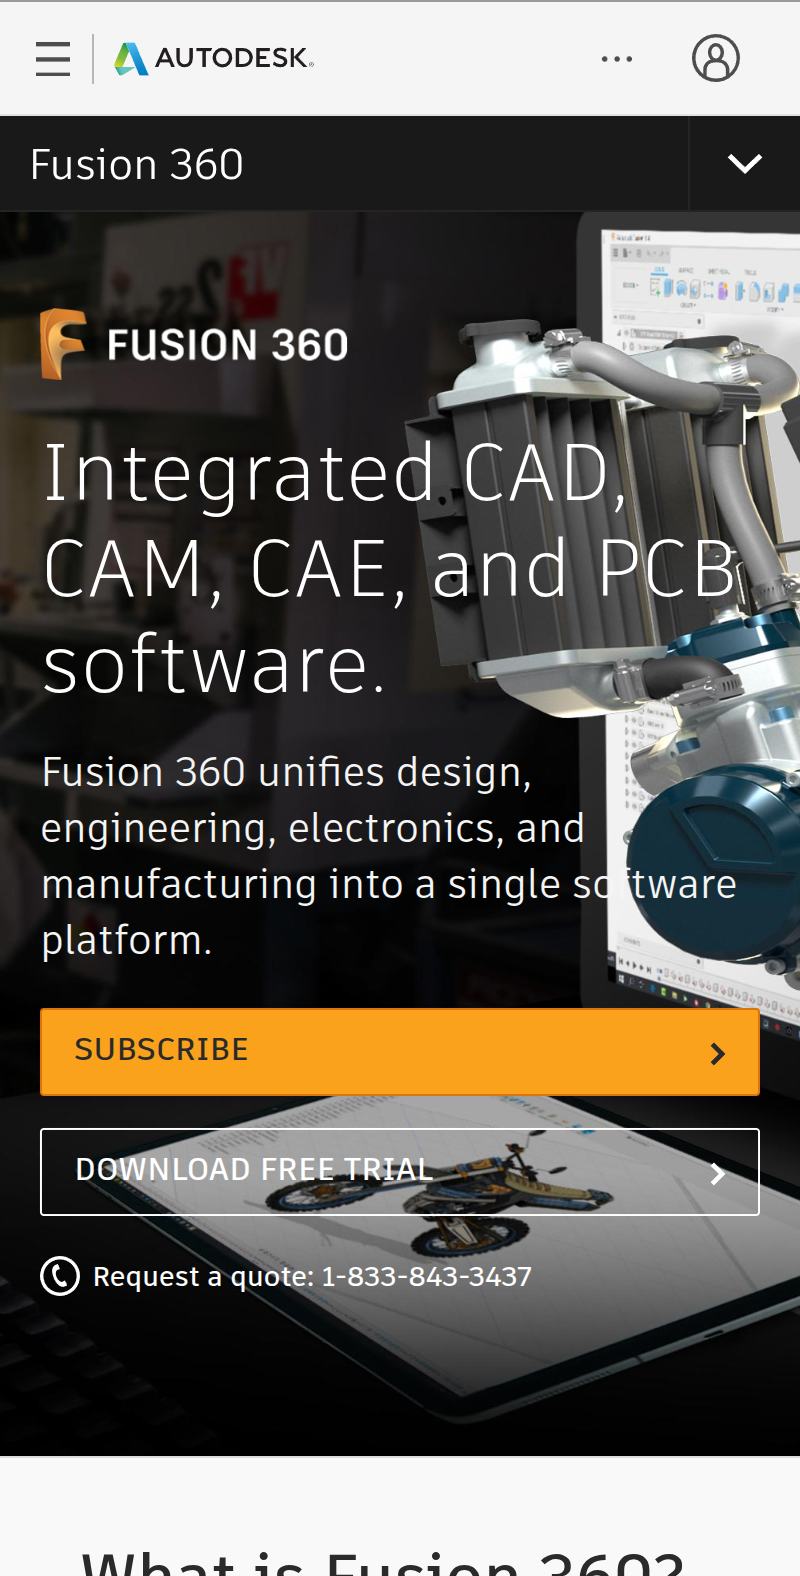 AUTODESK
Fusion 360
FUSION 360
Integrated CAD,
CAM, CAE, and PCB
software.
Fusion 360 unifies design,
engineering, electronics, and
manufacturing into a single software
platform.
SUBSCRIBE
DOWNLOAD FREE TRIAL
Request a quote: 1-833-843-3437
What is Fusion 360?